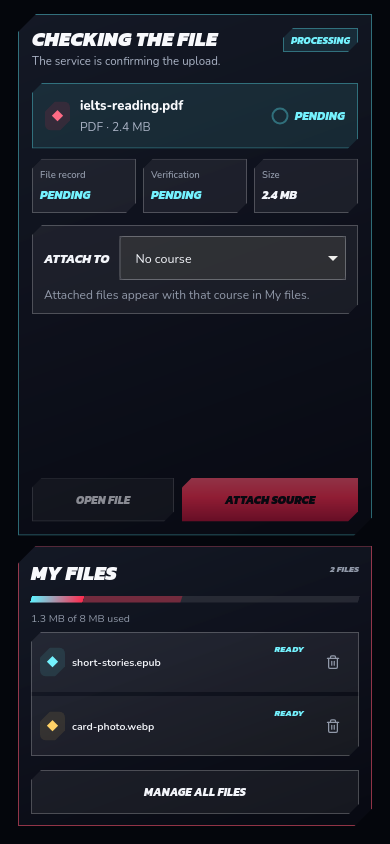 CHECKING THE FILE
PROCESSING
The service is confirming the upload.
ielts-reading.pdf
PDF · 2.4 MB
PENDING
File record
PENDING
Verification
PENDING
Size
2.4 MB
ATTACH TO
No course
Attached files appear with that course in My files.
OPEN FILE
ATTACH SOURCE
MY FILES
2 FILES
1.3 MB of 8 MB used
short-stories.epub
READY
card-photo.webp
READY
MANAGE ALL FILES